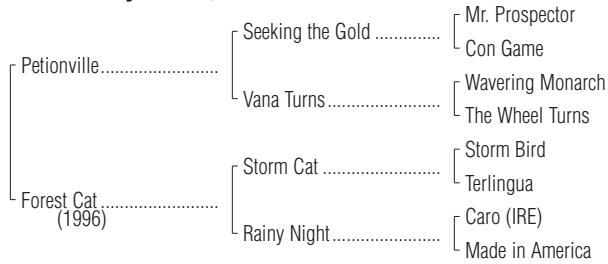 Mr. Prospector
Seeking the Gold ..............
Con Game
Petionville.........................
Wavering Monarch
Vana Turns ........................
The Wheel Turns
Storm Bird
Storm Cat .........................
Terlingua
Forest Cat .........................
(1996)
Caro (IRE)
Rainy Night.......................
Made in America